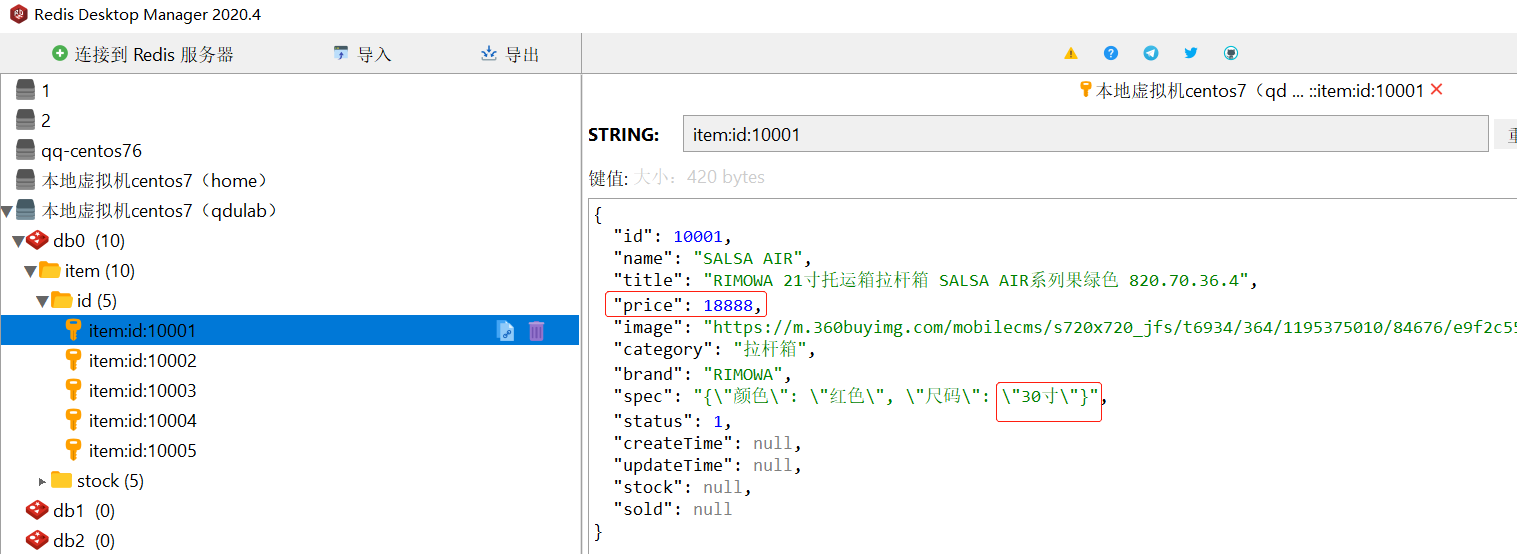 Redis Desktop Manager 2020.4
连接到 Redis 服务器
导入
导出
1
2
qq-centos76
本地虚拟机centos7（home）
本地虚拟机centos7（qdulab）
db0 (10)
item (10)
id (5)
item:id:10001
item:id:10002
item:id:10003
item:id:10004
item:id:10005
stock (5)
db1 (0)
db2 (0)
本地虚拟机centos7（qd ... ::item:id:10001
STRING:
item:id:10001
键值: 大小: 420 bytes
{
"id": 10001,
"name": "SALSA AIR",
"title": "RIMOWA 21寸托运箱拉杆箱 SALSA AIR系列果绿色 820.70.36.4",
"price": 18888,
"image": "https://m.360buyimg.com/mobilecms/s720x720_jfs/t6934/364/1195375010/84676/e9f2c55
"category": "拉杆箱",
"brand": "RIMOWA",
"spec": "{\"颜色\": \"红色\", \"尺码\": \"30寸\"}",
"status": 1,
"createTime": null,
"updateTime": null,
"stock": null,
"sold": null
}